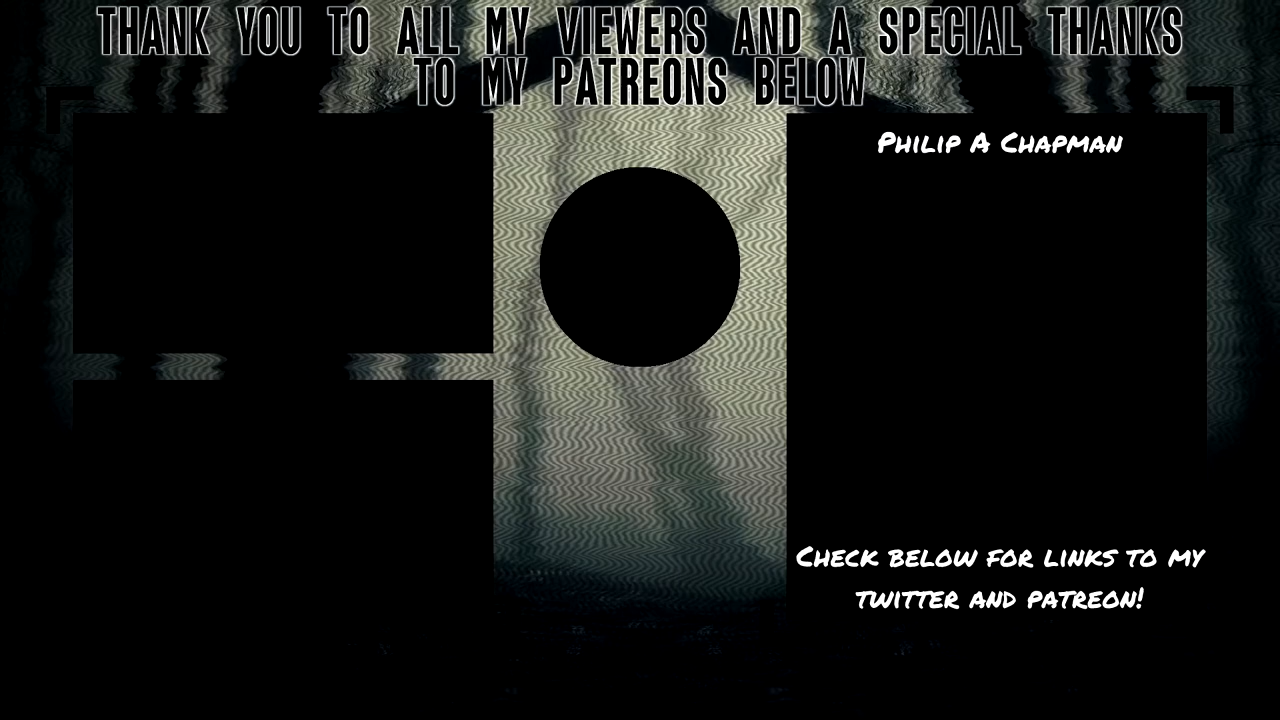 THANK YOU TO ALL MY VIEWERS AND A SPECIAL THANKS
TO MY PATREONS BELOW
Philip A Chapman
Check below for links to my
twitter and patreon!